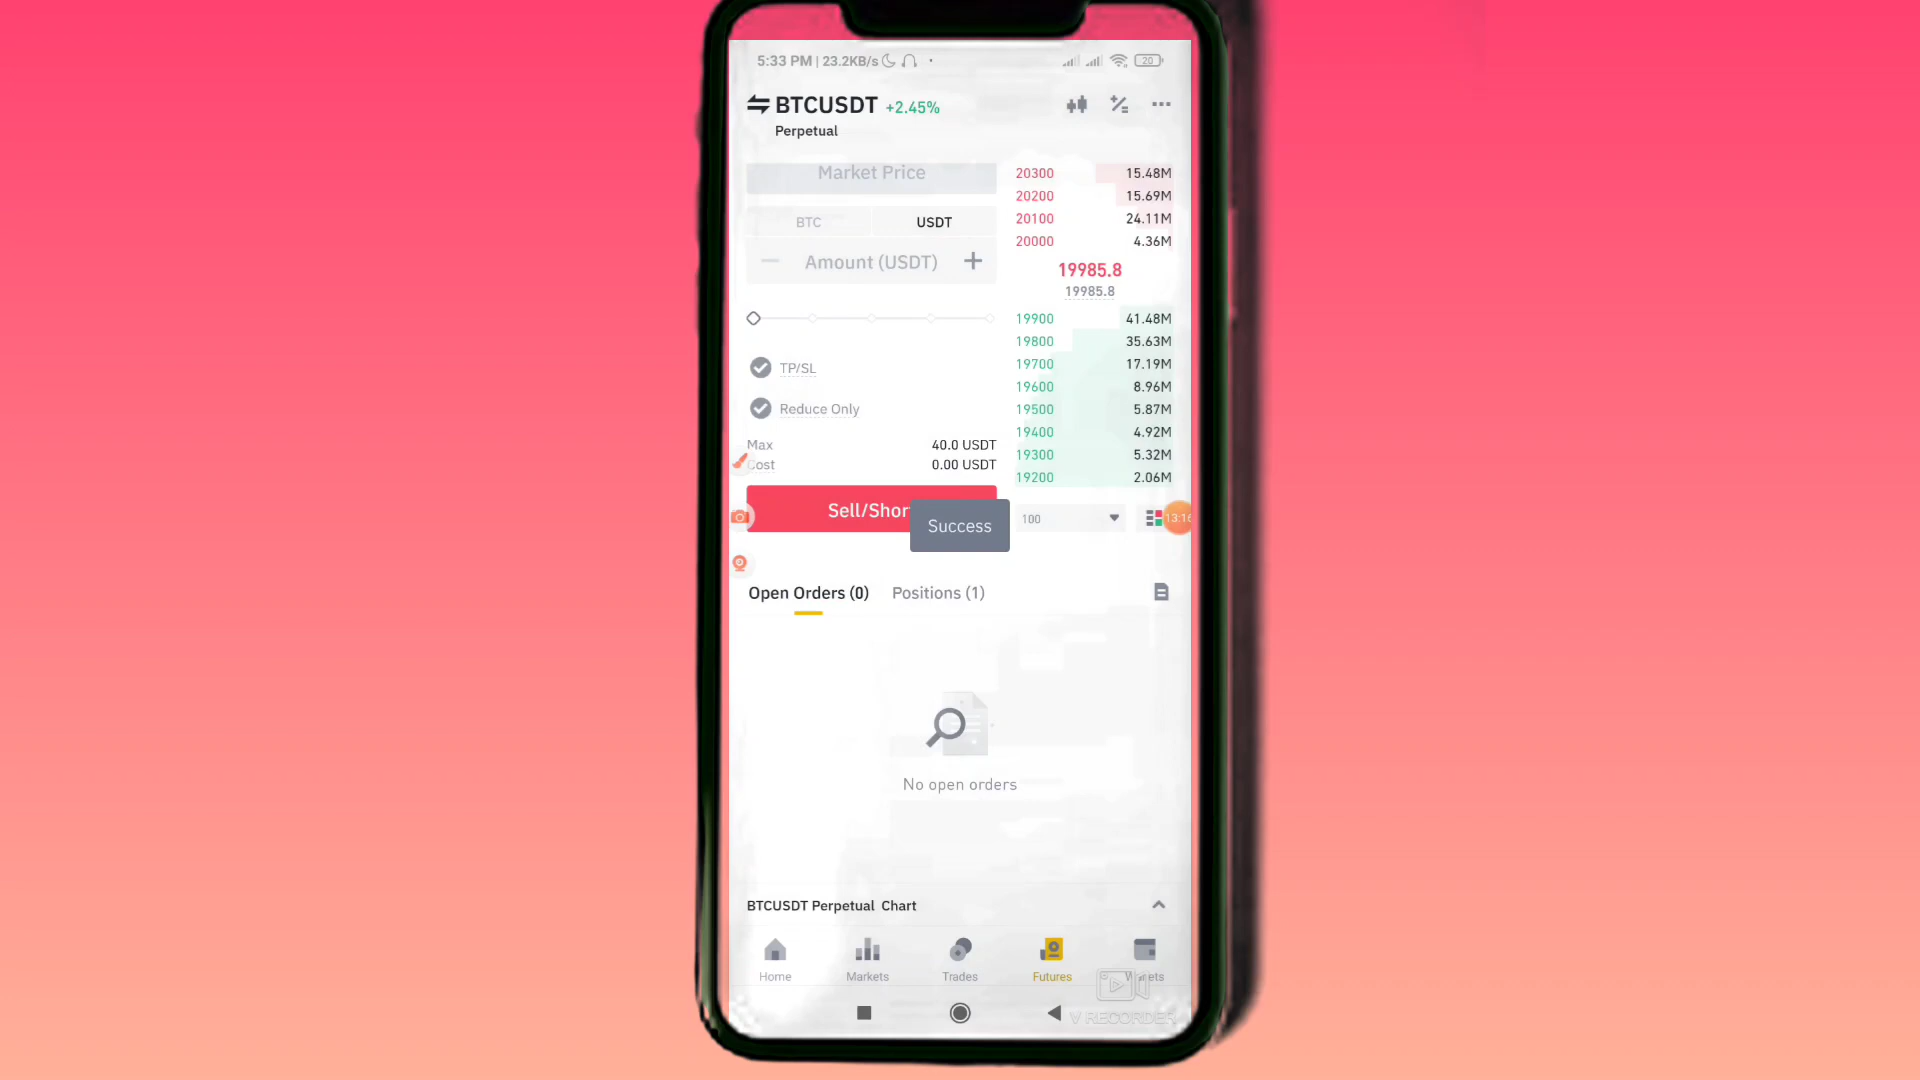 5:33 PM | 23.2KB/s
20
BTCUSDT +2.45%
Perpetual
Market Price
BTC USDT
Amount (USDT)
TP/SL
Reduce Only
Max 40.0 USDT
Cost 0.00 USDT
Sell/Shor
Success
20300 15.48M
20200 15.69M
20100 24.11M
20000 4.36M
19985.8
19985.8
19900 41.48M
19800 35.63M
19700 17.19M
19600 8.96M
19500 5.87M
19400 4.92M
19300 5.32M
19200 2.06M
100
13:16
Open Orders (0) Positions (1)
No open orders
BTCUSDT Perpetual Chart
Home Markets Trades Futures
V RECORDER